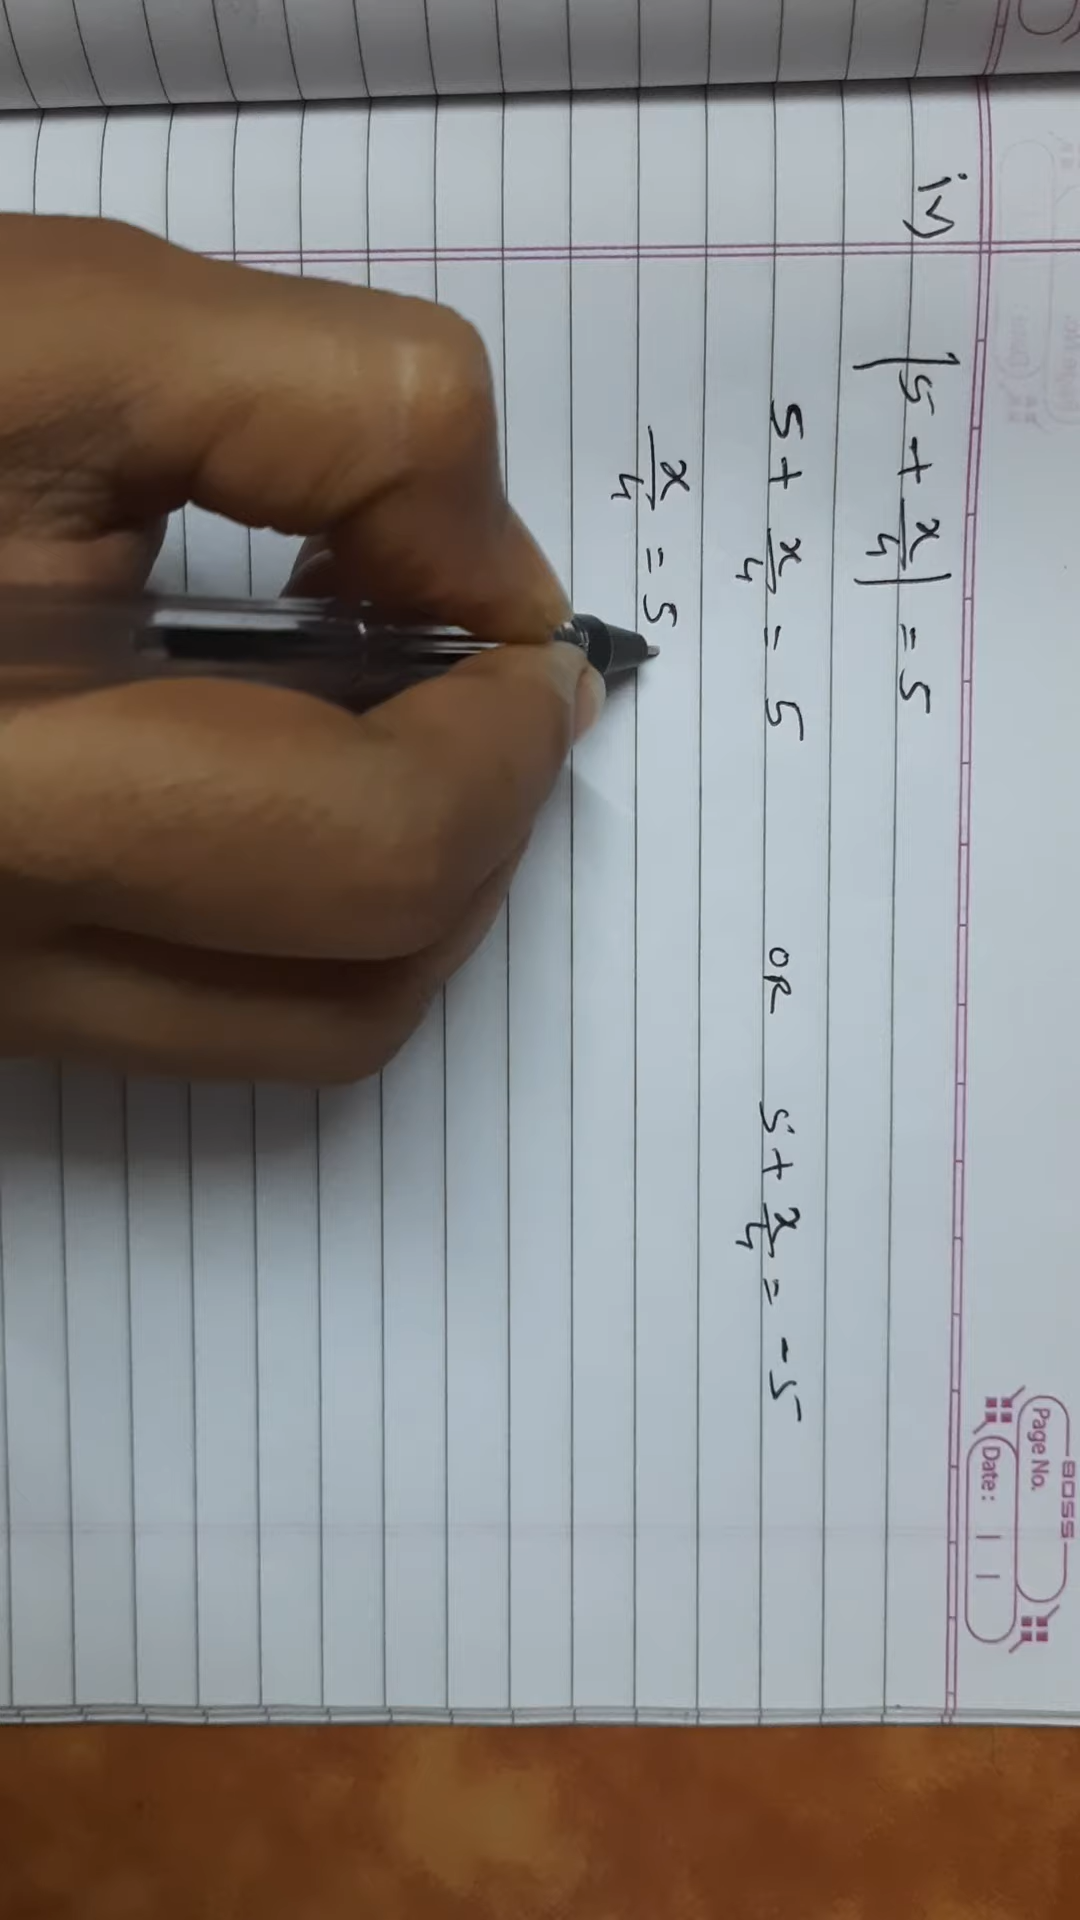 BOSS
Page No.
Date: | |
iv) |5 + x/4| = 5
5 + x/4 = 5 OR 5 + x/4 = -5
x/4 = 5